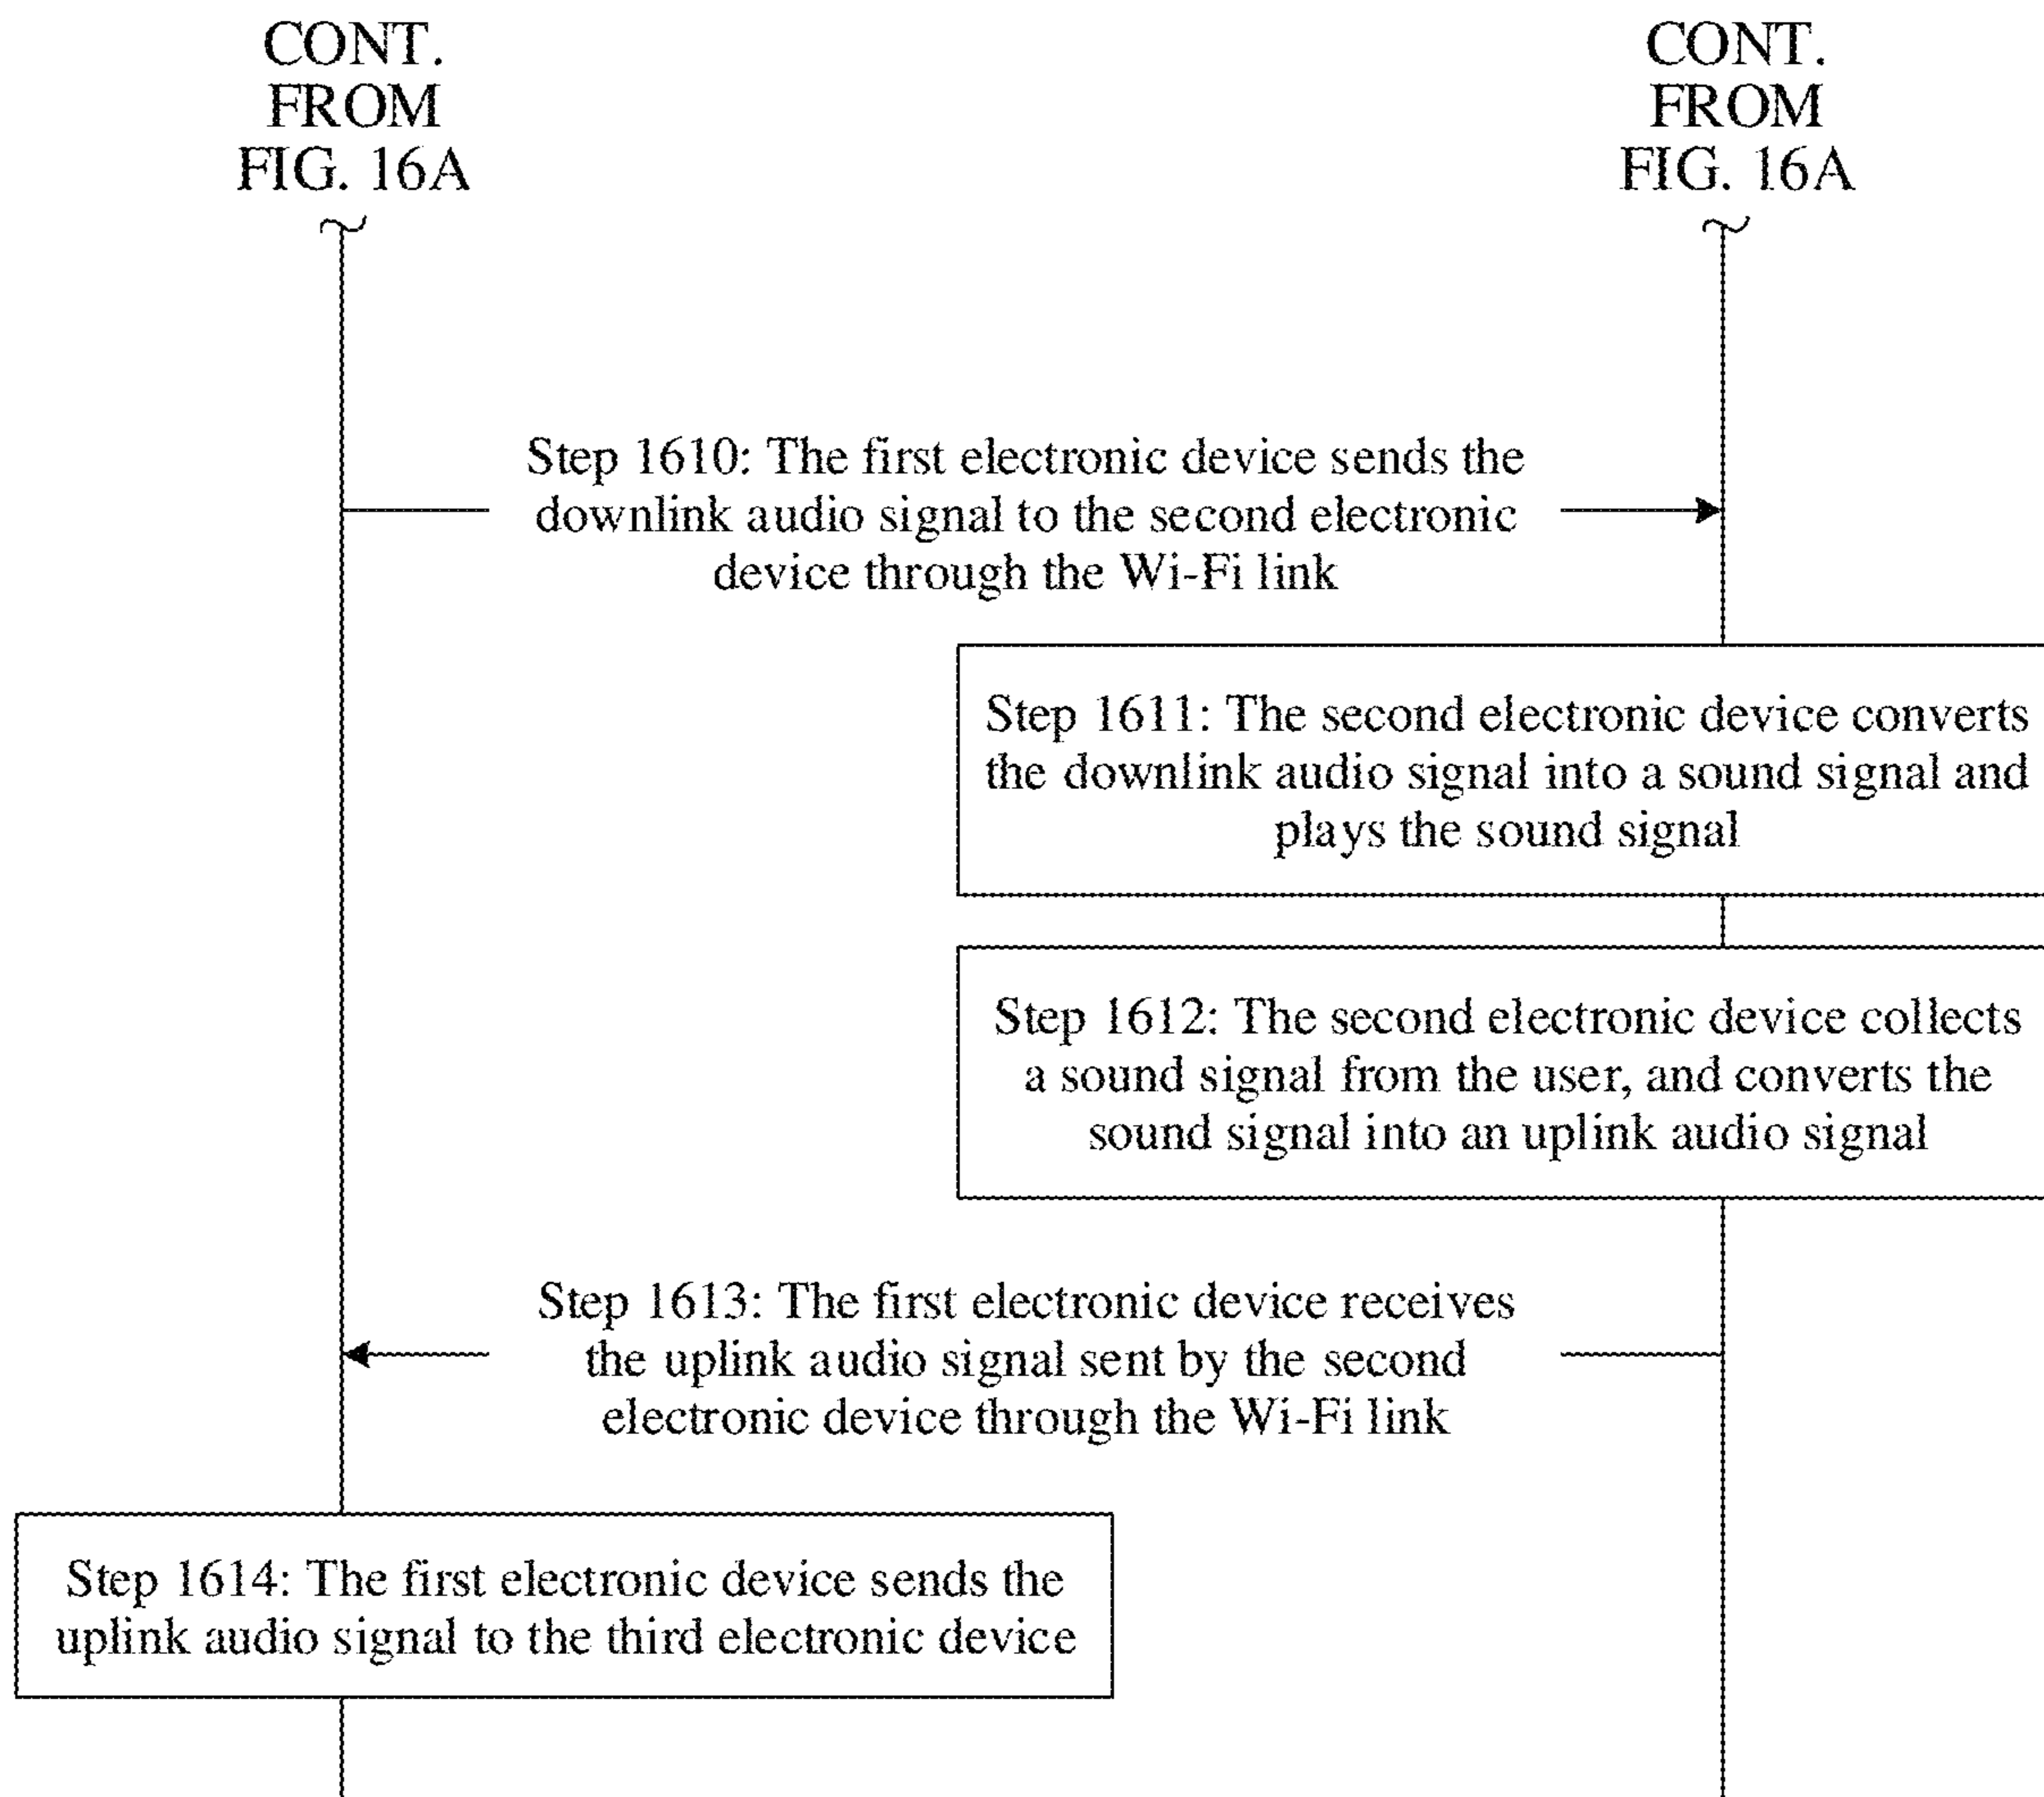 CONT.
FROM
FIG. 16A
CONT.
FROM
FIG. 16A
Step 1610: The first electronic device sends the
downlink audio signal to the second electronic
device through the Wi-Fi link
Step 1611: The second electronic device converts
the downlink audio signal into a sound signal and
plays the sound signal
Step 1612: The second electronic device collects
a sound signal from the user, and converts the
sound signal into an uplink audio signal
Step 1613: The first electronic device receives
the uplink audio signal sent by the second
electronic device through the Wi-Fi link
Step 1614: The first electronic device sends the
uplink audio signal to the third electronic device